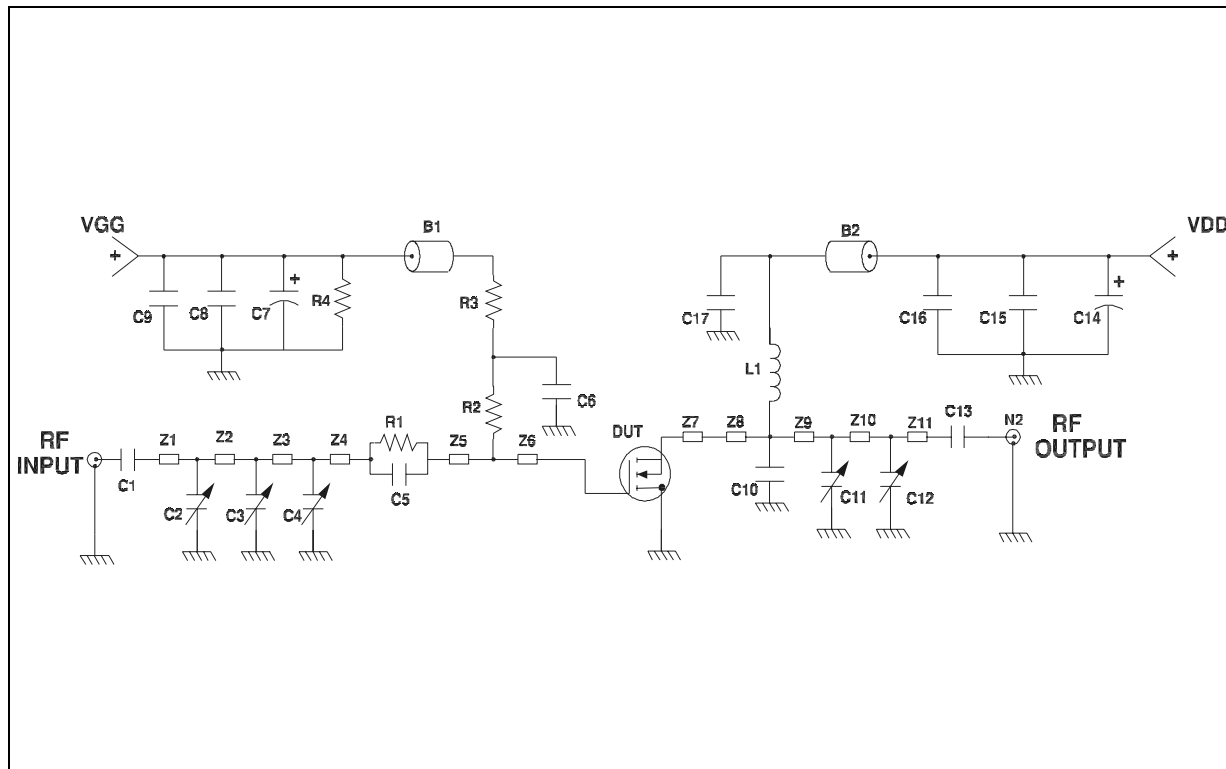 VGG
+
B1
B2
VDD
+
C9
C8
C7
+
R4
R3
C17
C16
C15
C14
+
L1
R2
C6
RF
INPUT
C1
Z1
Z2
Z3
Z4
R1
C5
Z5
Z6
DUT
Z7
Z8
Z9
Z10
Z11
C13
N2
RF
OUTPUT
C2
C3
C4
C10
C11
C12